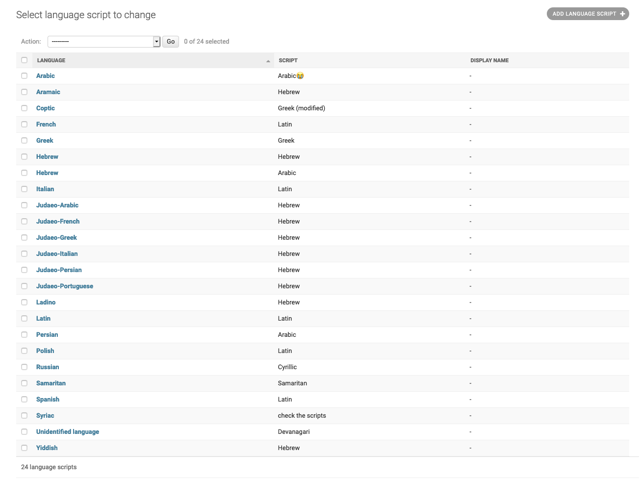 Select language script to change
ADD LANGUAGE SCRIPT +
Action: --------- Go 0 of 24 selected
LANGUAGE SCRIPT DISPLAY NAME
Arabic Arabic😂 -
Aramaic Hebrew -
Coptic Greek (modified) -
French Latin -
Greek Greek -
Hebrew Hebrew -
Hebrew Arabic -
Italian Latin -
Judaeo-Arabic Hebrew -
Judaeo-French Hebrew -
Judaeo-Greek Hebrew -
Judaeo-Italian Hebrew -
Judaeo-Persian Hebrew -
Judaeo-Portuguese Hebrew -
Ladino Hebrew -
Latin Latin -
Persian Arabic -
Polish Latin -
Russian Cyrillic -
Samaritan Samaritan -
Spanish Latin -
Syriac check the scripts -
Unidentified language Devanagari -
Yiddish Hebrew -
24 language scripts